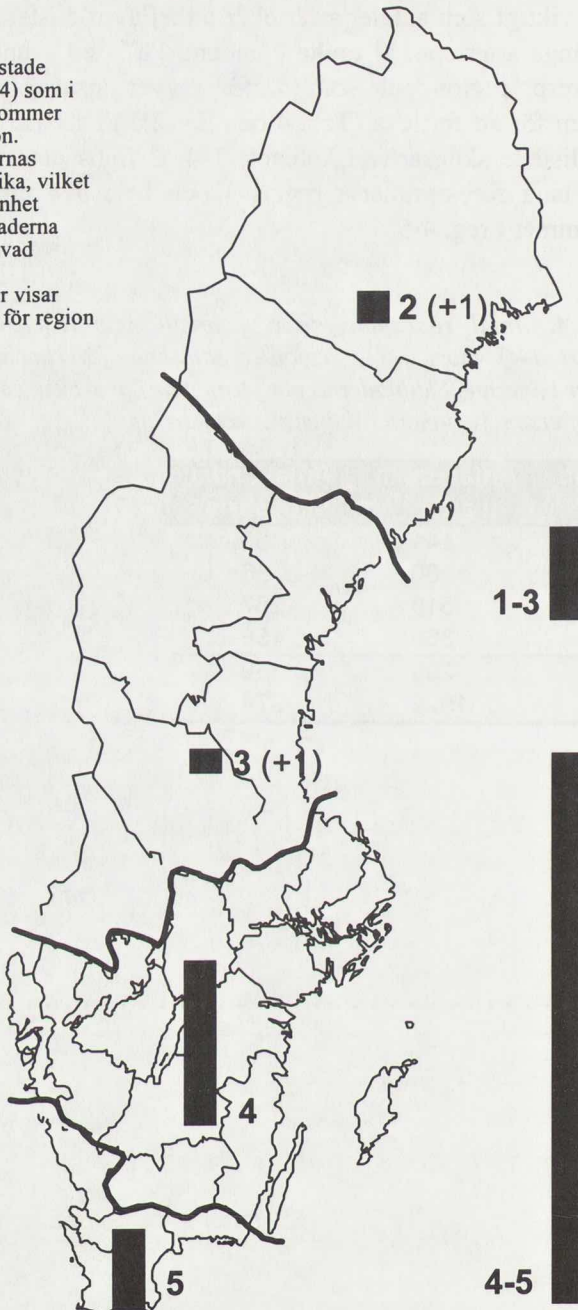 stade
4) som i
ommer
on.
rnas
ika, vilket
nhet
aderna
vad
r visar
för region
2 (+1)
1-3
3 (+1)
4
5
4-5